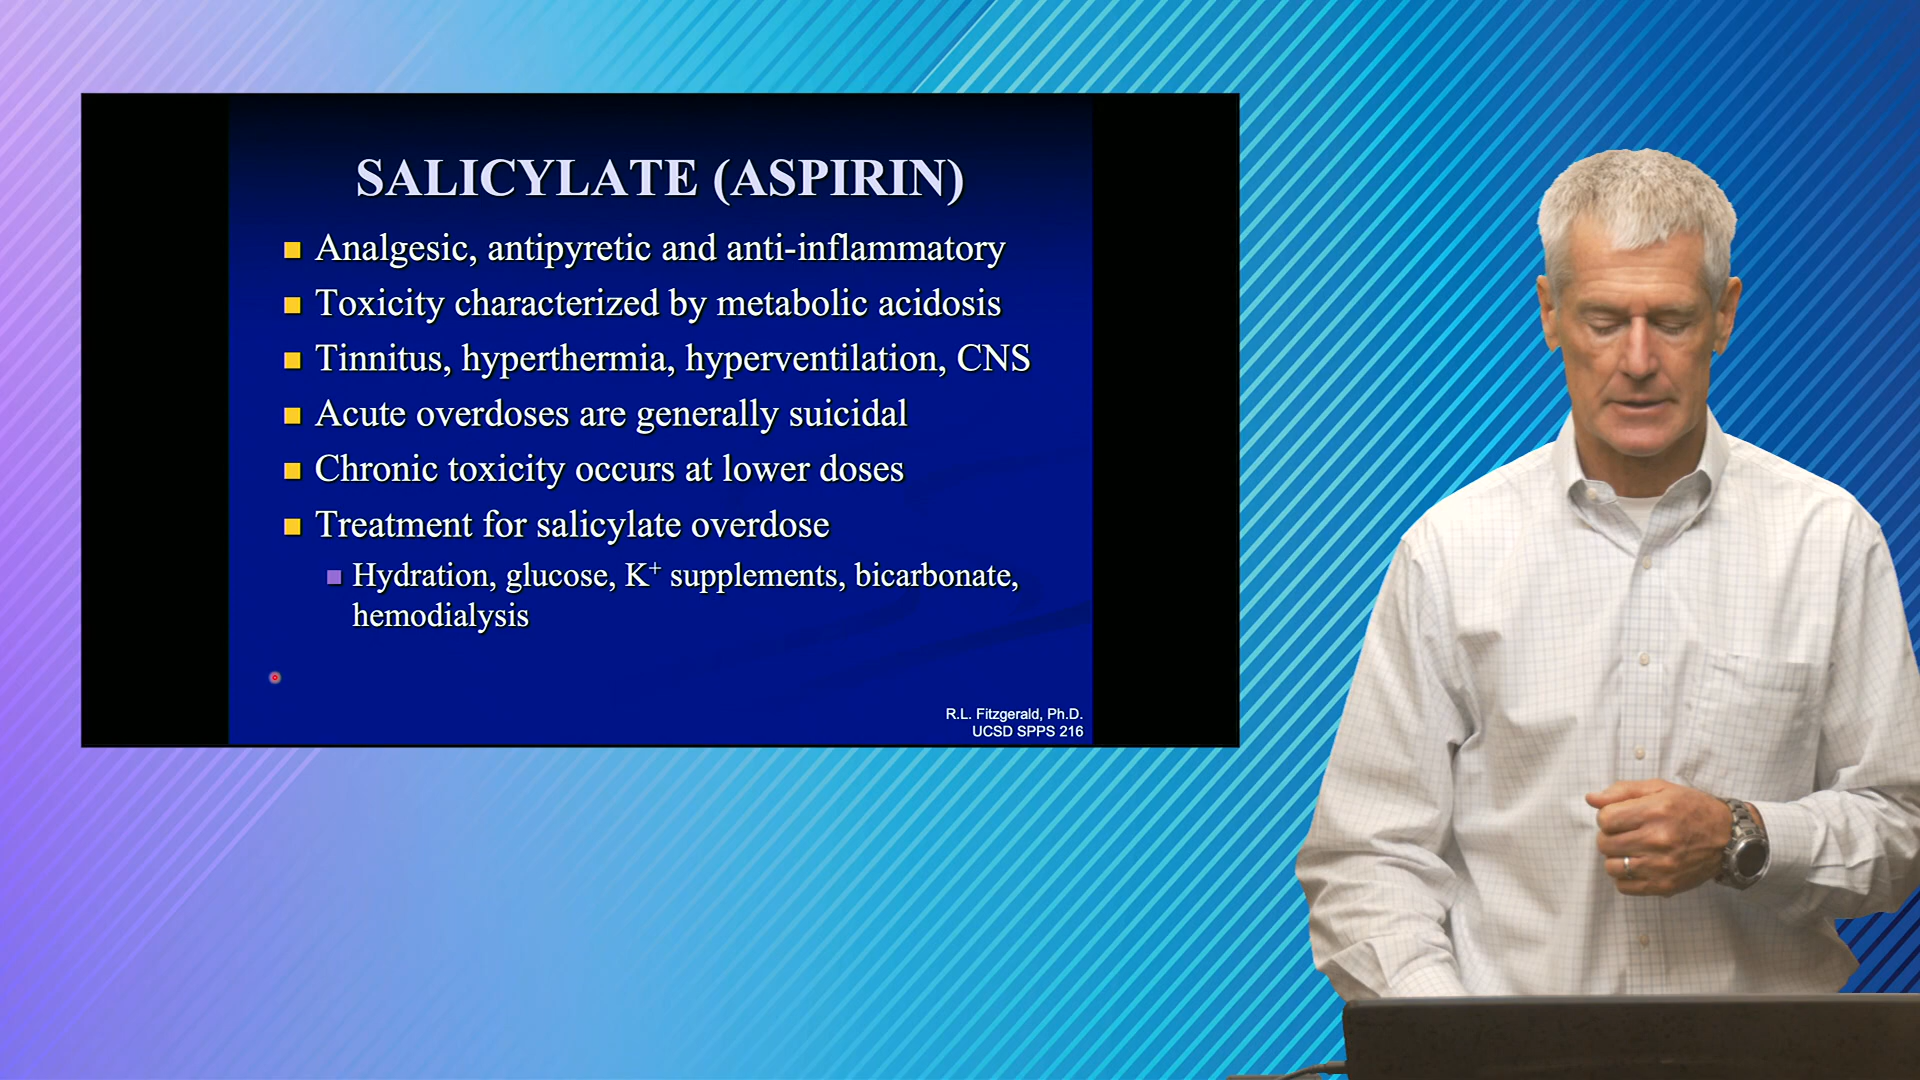 SALICYLATE (ASPIRIN)
Analgesic, antipyretic and anti-inflammatory
Toxicity characterized by metabolic acidosis
Tinnitus, hyperthermia, hyperventilation, CNS
Acute overdoses are generally suicidal
Chronic toxicity occurs at lower doses
Treatment for salicylate overdose
Hydration, glucose, K⁺ supplements, bicarbonate,
hemodialysis
R.L. Fitzgerald, Ph.D.
UCSD SPPS 216